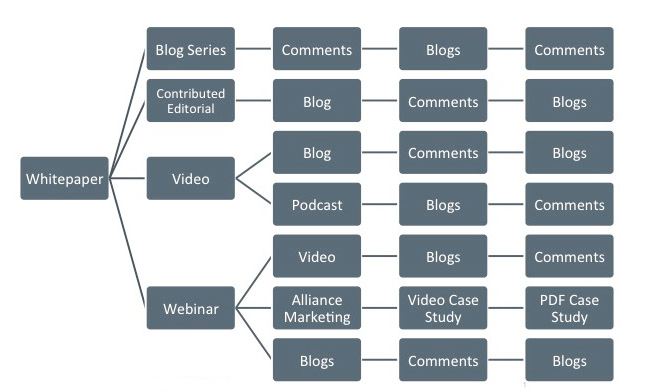 Blog Series
Comments
Blogs
Comments
Contributed
Editorial
Blog
Comments
Blogs
Whitepaper
Video
Blog
Comments
Blogs
Podcast
Blogs
Comments
Webinar
Video
Blogs
Comments
Alliance
Marketing
Video Case
Study
PDF Case
Study
Blogs
Comments
Blogs